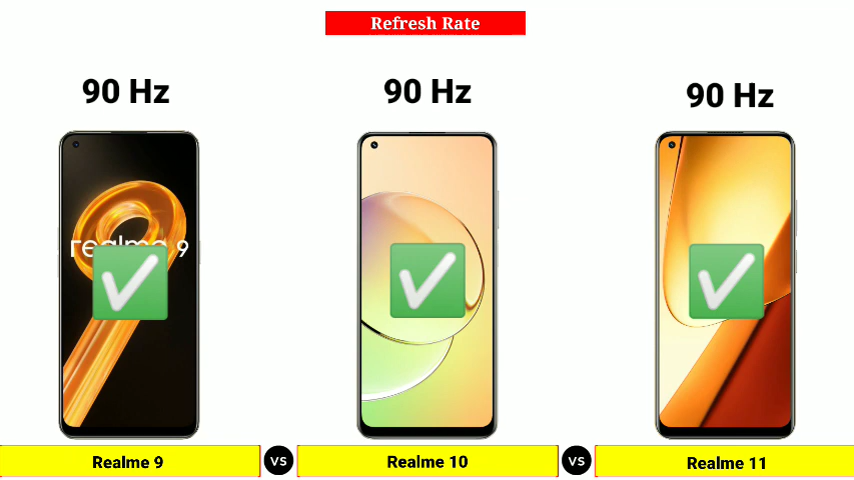 Refresh Rate
90 Hz
90 Hz
90 Hz
realme 9
Realme 9
VS
Realme 10
VS
Realme 11